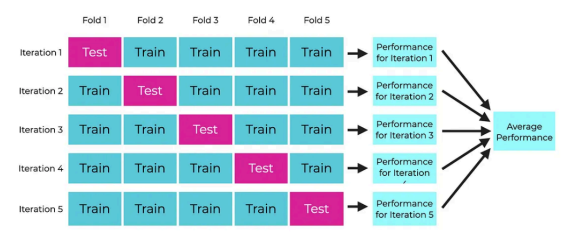 Fold 1 Fold 2 Fold 3 Fold 4 Fold 5
Iteration 1 Test Train Train Train Train Performance for Iteration 1
Iteration 2 Train Test Train Train Train Performance for Iteration 2
Iteration 3 Train Train Test Train Train Performance for Iteration 3
Average Performance
Iteration 4 Train Train Train Test Train Performance for Iteration
Iteration 5 Train Train Train Train Test Performance for Iteration 5